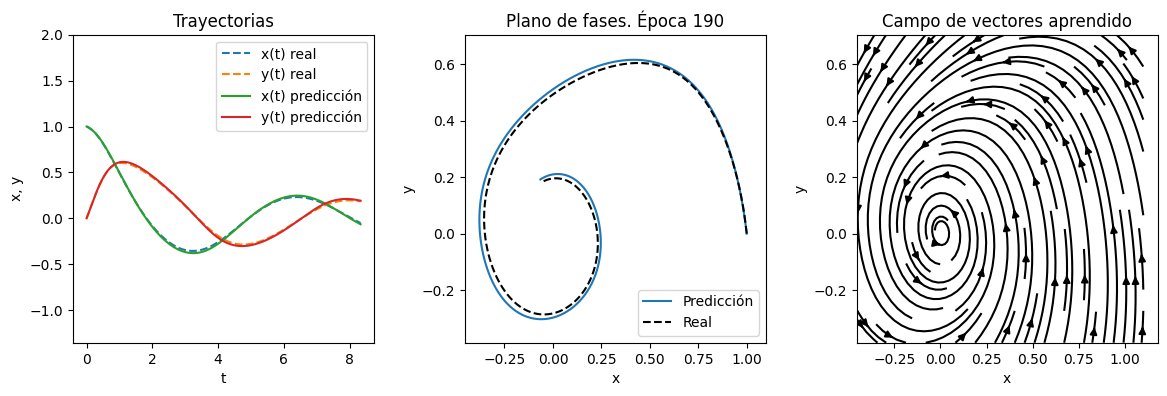 Trayectorias
2.0
1.5
1.0
0.5
0.0
−0.5
−1.0
x, y
0
2
4
6
8
t
x(t) real
y(t) real
x(t) predicción
y(t) predicción
Plano de fases. Época 190
0.6
0.4
0.2
0.0
−0.2
y
−0.25
0.00
0.25
0.50
0.75
1.00
x
Predicción
Real
Campo de vectores aprendido
0.6
0.4
0.2
0.0
−0.2
y
−0.25
0.00
0.25
0.50
0.75
1.00
x